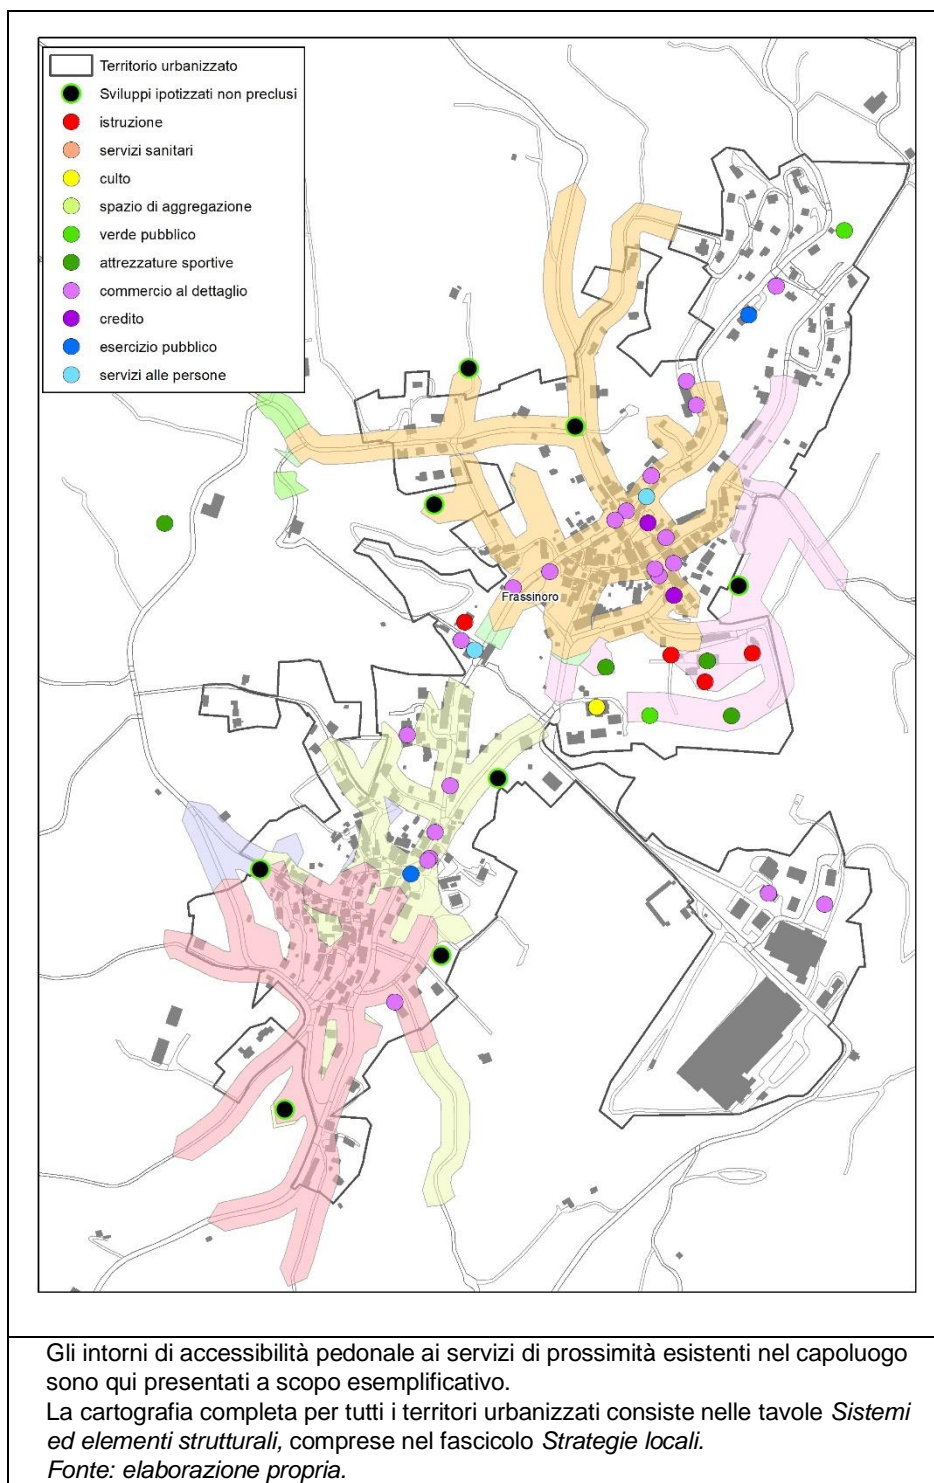 Territorio urbanizzato
Sviluppi ipotizzati non preclusi
istruzione
servizi sanitari
culto
spazio di aggregazione
verde pubblico
attrezzature sportive
commercio al dettaglio
credito
esercizio pubblico
servizi alle persone
Frassinoro
Gli intorni di accessibilità pedonale ai servizi di prossimità esistenti nel capoluogo
sono qui presentati a scopo esemplificativo.
La cartografia completa per tutti i territori urbanizzati consiste nelle tavole Sistemi
ed elementi strutturali, comprese nel fascicolo Strategie locali.
Fonte: elaborazione propria.